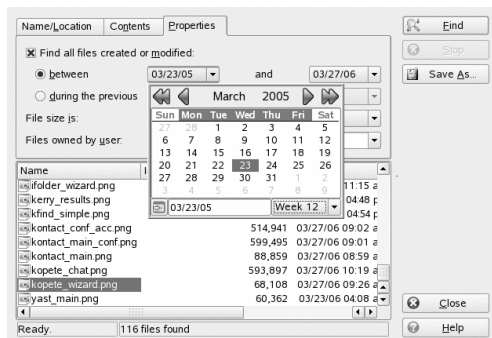 Name/Location Contents Properties
Find
Find all files created or modified:
Stop
between 03/23/05 and 03/27/06
Save As...
during the previous
March 2005
Sun Mon Tue Wed Thu Fri Sat
27 28 1 2 3 4 5
File size is:
6 7 8 9 10 11 12
Files owned by user:
13 14 15 16 17 18 19
20 21 22 23 24 25 26
27 28 29 30 31 1 2
3 4 5 6 7 8 9
03/23/05 Week 12
Name
ifolder_wizard.png 11:15 a
kerry_results.png 04:48 p
kfind_simple.png 04:54 p
kontact_conf_acc.png 514,941 03/27/06 09:02 a
kontact_main_conf.png 599,495 03/27/06 09:01 a
kontact_main.png 88,859 03/27/06 08:59 a
kopete_chat.png 593,897 03/27/06 10:19 a
kopete_wizard.png 68,108 03/27/06 09:26 a
yast_main.png 60,362 03/23/06 04:08 a
Close
Ready. 116 files found
Help